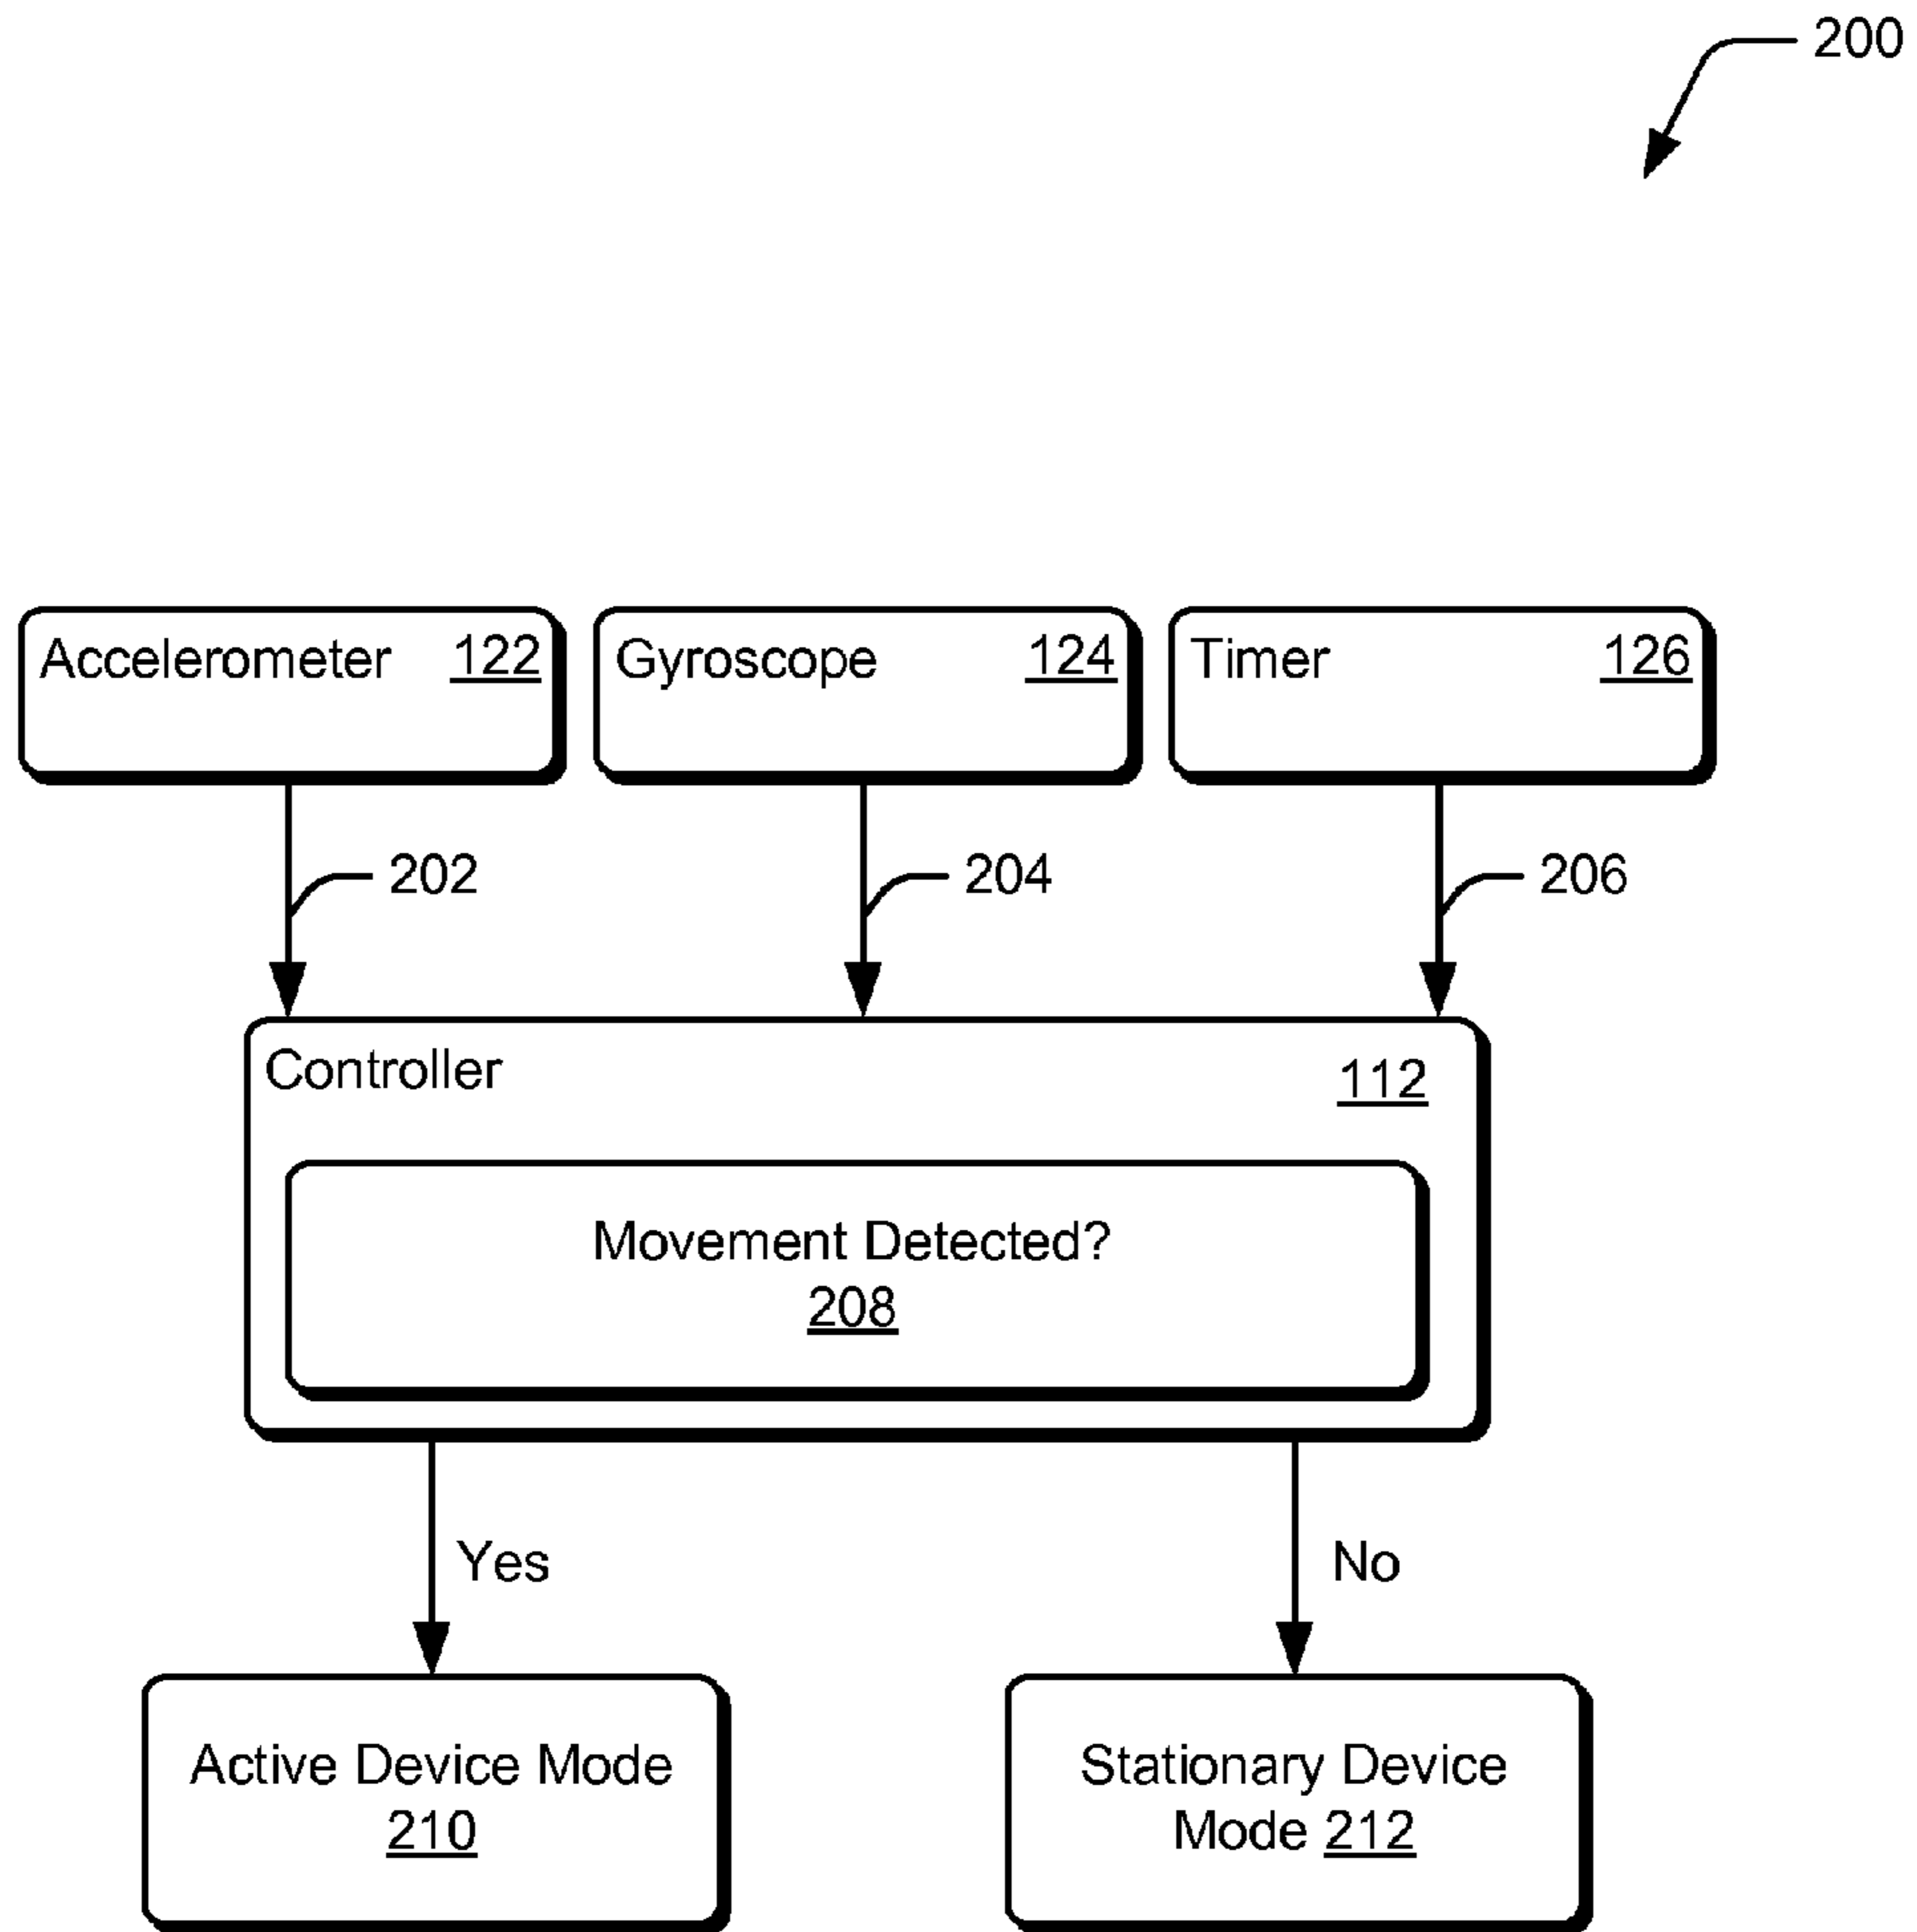 200
Accelerometer 122
Gyroscope 124
Timer 126
202
204
206
Controller 112
Movement Detected?
208
Yes
No
Active Device Mode
210
Stationary Device
Mode 212